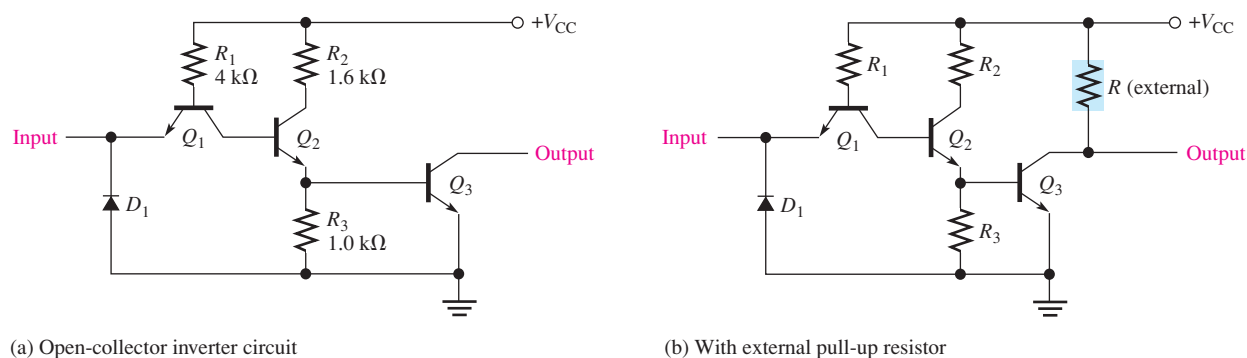 +VCC
R1
4 kΩ
R2
1.6 kΩ
Input
Q1
Q2
Output
Q3
D1
R3
1.0 kΩ
(a) Open-collector inverter circuit
+VCC
R1
R2
R (external)
Input
Q1
Q2
Output
Q3
D1
R3
(b) With external pull-up resistor